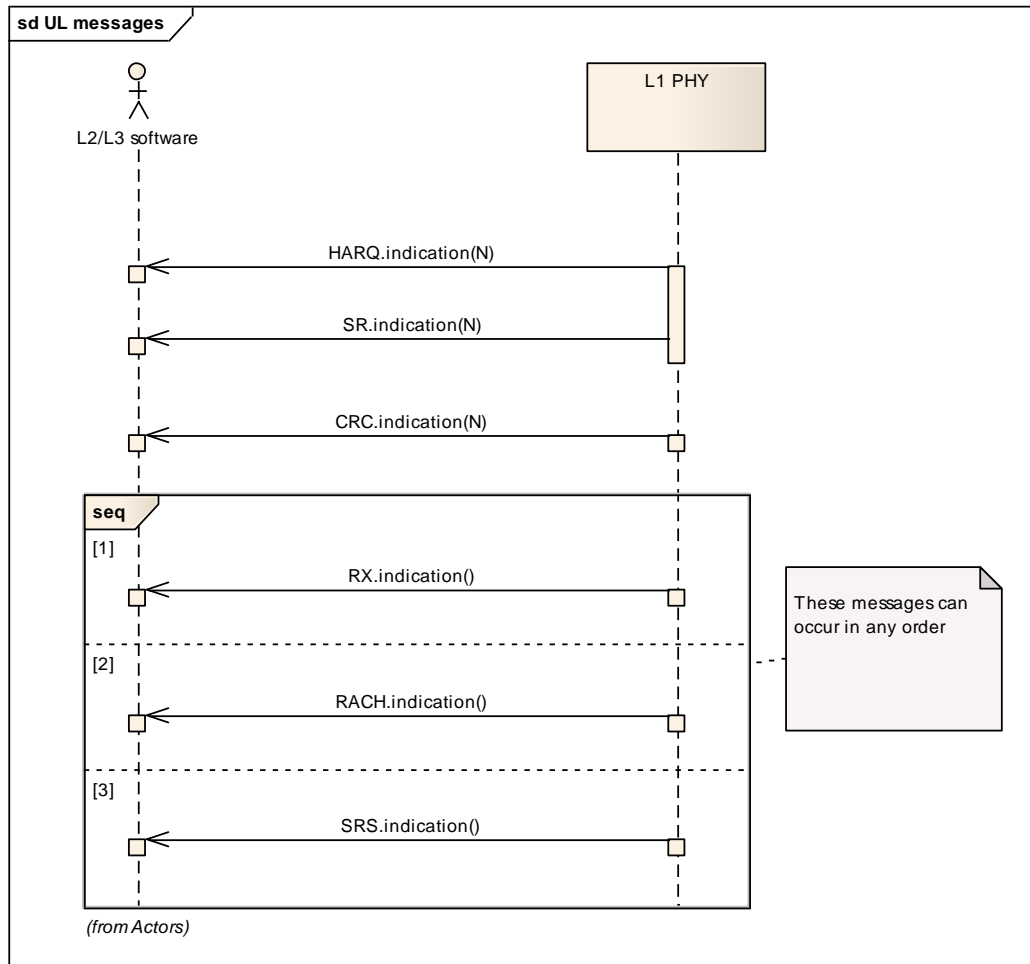 sd UL messages
L2/L3 software
L1 PHY
HARQ.indication(N)
SR.indication(N)
CRC.indication(N)
seq
[1]
RX.indication()
These messages can
occur in any order
[2]
RACH.indication()
[3]
SRS.indication()
(from Actors)